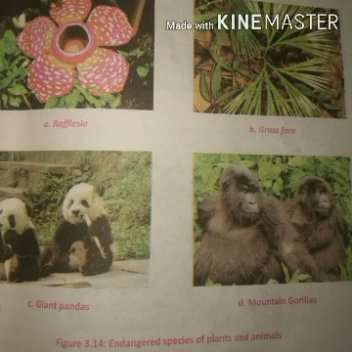 Made with KINEMASTER
a. Rafflesia
b. Grass fern
c. Giant pandas
d. Mountain Gorillas
Figure 3.14: Endangered species of plants and animals